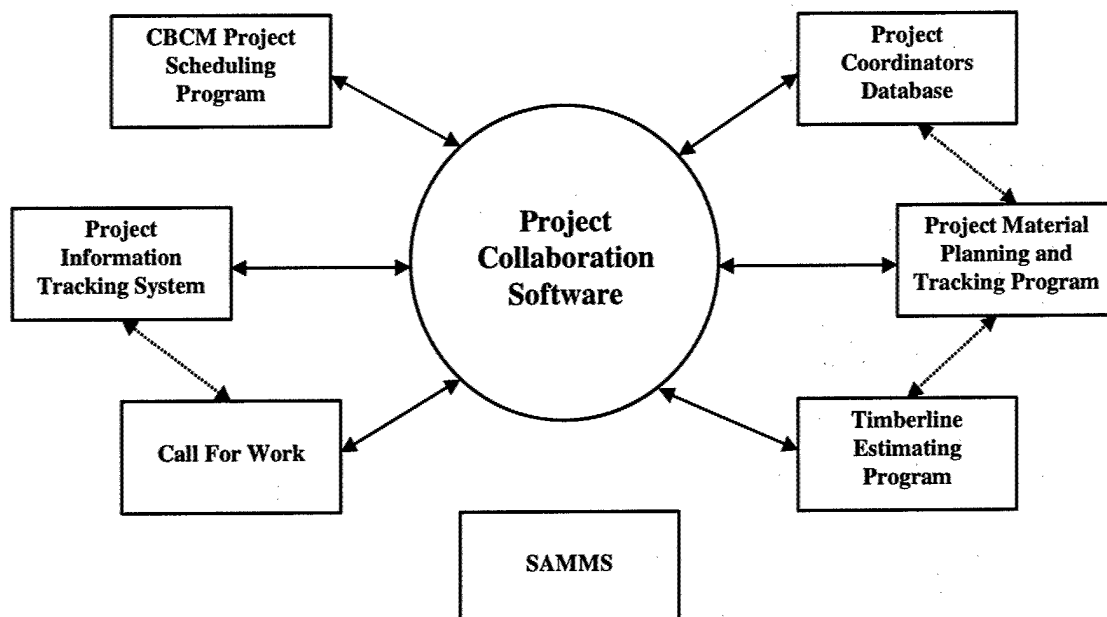 CBCM Project
Scheduling
Program
Project
Coordinators
Database
Project
Collaboration
Software
Project
Information
Tracking System
Project Material
Planning and
Tracking Program
Call For Work
Timberline
Estimating
Program
SAMMS